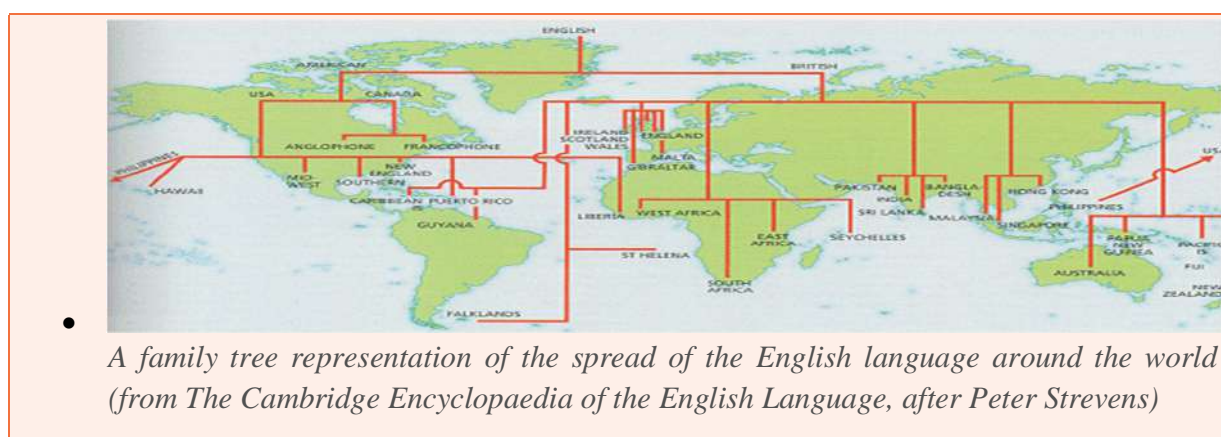 ENGLISH
AMERICAN
BRITISH
USA
CANADA
IRELAND
SCOTLAND
WALES
ENGLAND
ANGLOPHONE
FRANCOPHONE
MALTA
GIBRALTAR
PHILIPPINES
USA
HAWAII
MID-
WEST
SOUTHERN
NEW
ENGLAND
CARIBBEAN
IS
PUERTO RICO
PAKISTAN
INDIA
BANGLA
DESH
HONG KONG
SRI LANKA
MALAYSIA
SINGAPORE
PHILIPPINES
GUYANA
LIBERIA
WEST AFRICA
EAST
AFRICA
SEYCHELLES
ST HELENA
SOUTH
AFRICA
AUSTRALIA
PAPUA
NEW
GUINEA
PACIFI
IS
FIJI
NEW
ZEALAND
FALKLANDS
• A family tree representation of the spread of the English language around the world
(from The Cambridge Encyclopaedia of the English Language, after Peter Strevens)